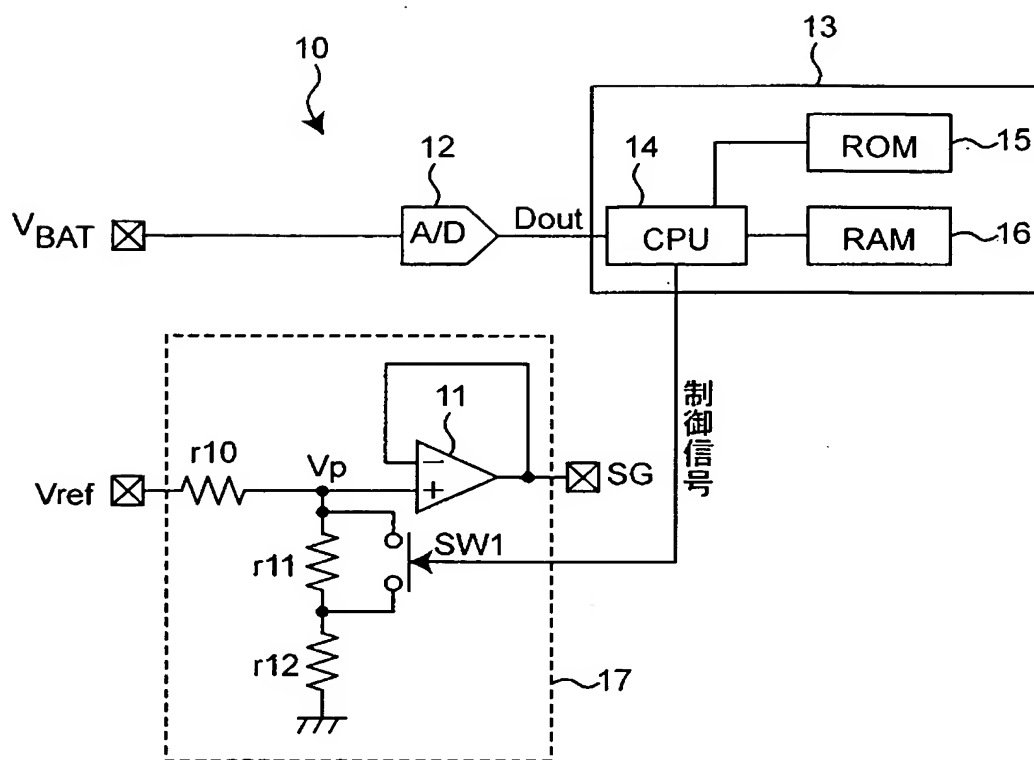 10
13
12
14
ROM
15
VBAT
A/D
Dout
CPU
RAM
16
制御信号
11
r10
Vp
−
+
Vref
SG
r11
SW1
r12
17